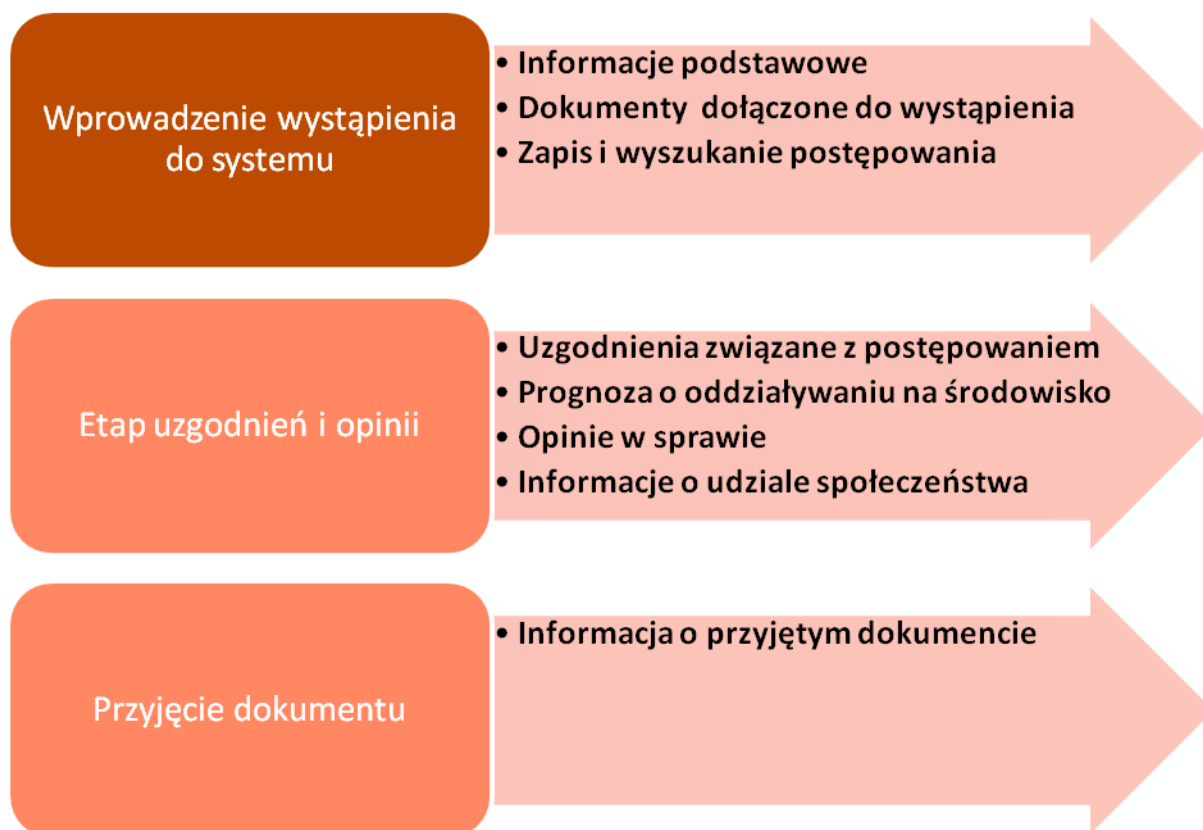 Wprowadzenie wystąpienia
do systemu
• Informacje podstawowe
• Dokumenty dołączone do wystąpienia
• Zapis i wyszukanie postępowania
Etap uzgodnień i opinii
• Uzgodnienia związane z postępowaniem
• Prognoza o oddziaływaniu na środowisko
• Opinie w sprawie
• Informacje o udziale społeczeństwa
Przyjęcie dokumentu
• Informacja o przyjętym dokumencie